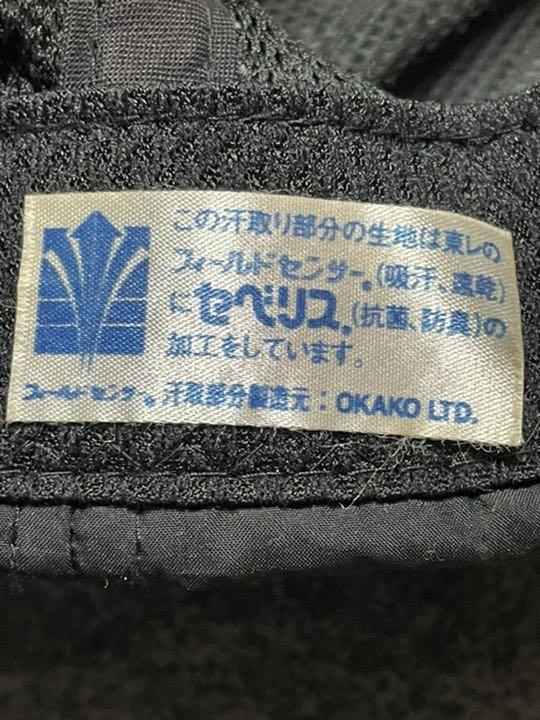 この汗取り部分の生地は東レの
フィールドセンサー®(吸汗、速乾)
にセベリス®(抗菌、防臭)の
加工をしています。
フィールドセンサー® 汗取部分製造元：OKAKO LTD.